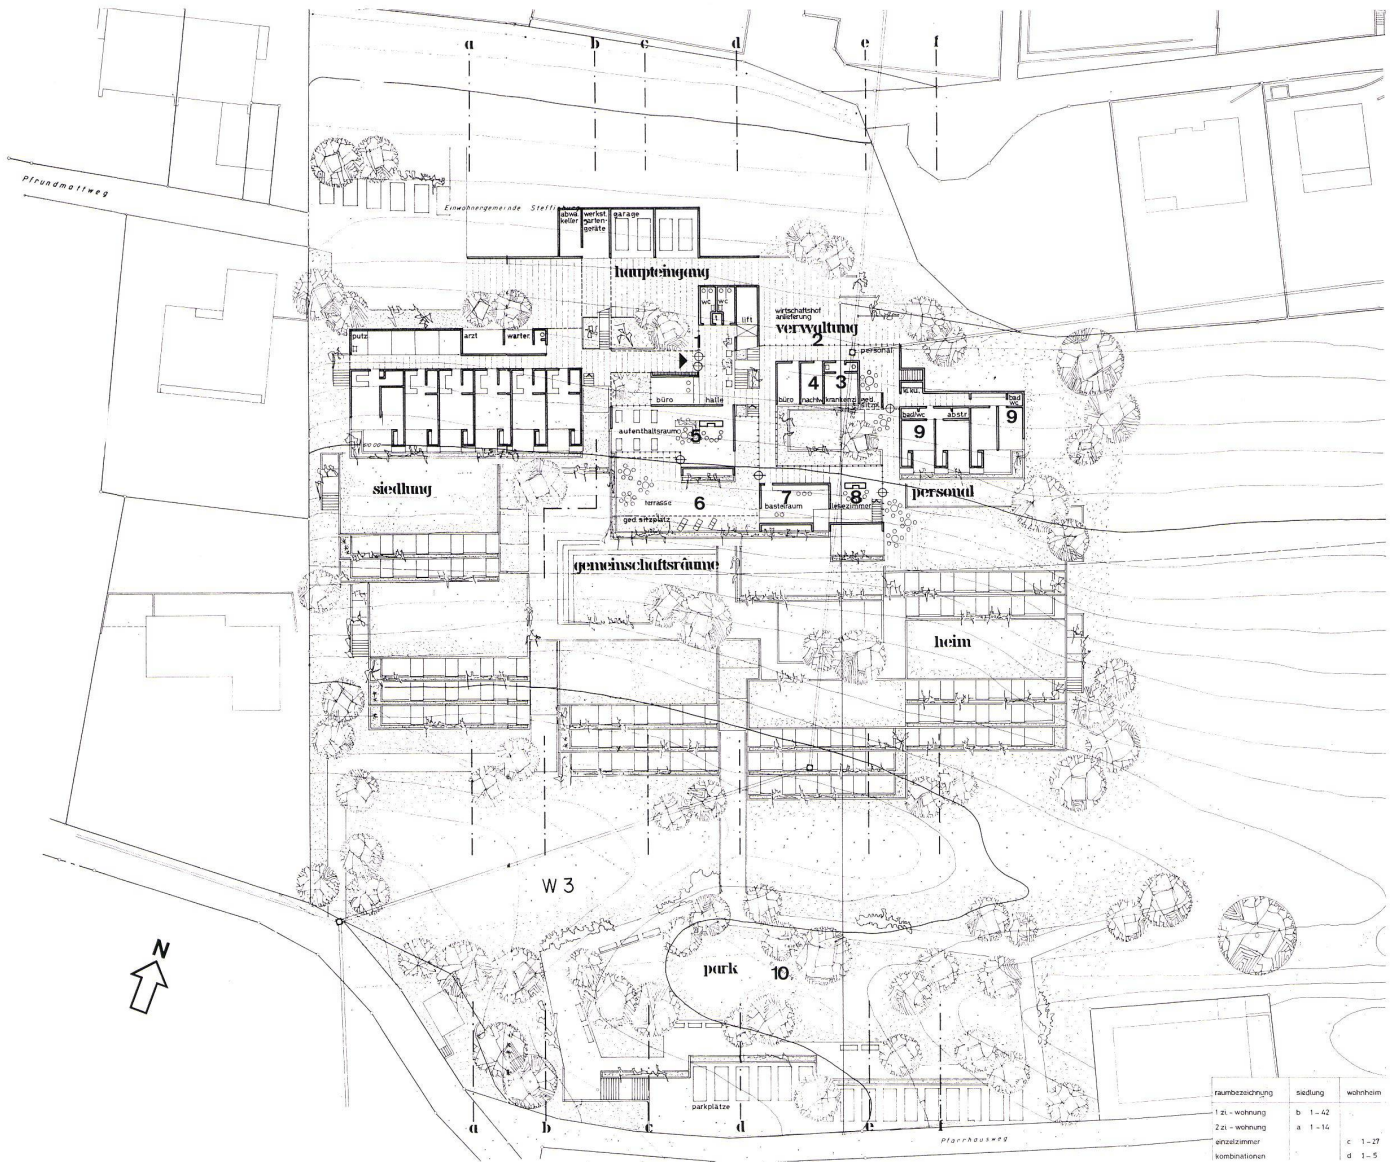 a b c d e f
Pfrundmattweg
Einwohnergemeinde Steffisburg
abwa. werkst. garage
keller garten-
geräte
haupteingang
wc wc
lift
wirtschaftshof
anlieferung
verwaltung
putz arzt warter.
1 2 personal
4 3
büro halle büro nachtw. krankenz.
bad
wc
bad/wc abstr.
9 9
aufenthaltsraum 5
siedlung
personal
terrasse 6 7 8
bastelraum lesezimmer
ged. sitzplatz
gemeinschaftsräume
heim
a b c d e f
W 3
N
park 10
parkplätze
a b c d e f
Pfarrhausweg
raumbezeichnung siedlung wohnheim
1 zi. - wohnung b 1 - 42
2 zi. - wohnung a 1 - 14
einzelzimmer c 1 - 27
kombinationen d 1 - 5